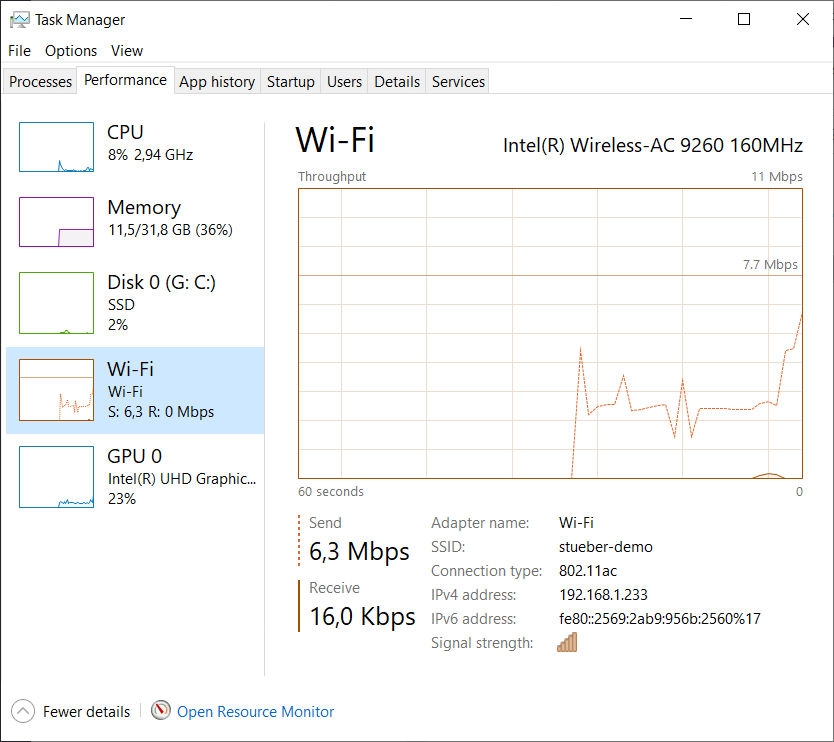 Task Manager
File Options View
Processes Performance App history Startup Users Details Services
CPU
8% 2,94 GHz
Memory
11,5/31,8 GB (36%)
Disk 0 (G: C:)
SSD
2%
Wi-Fi
Wi-Fi
S: 6,3 R: 0 Mbps
GPU 0
Intel(R) UHD Graphic...
23%
Wi-Fi
Intel(R) Wireless-AC 9260 160MHz
Throughput
11 Mbps
7.7 Mbps
60 seconds
0
Send
6,3 Mbps
Receive
16,0 Kbps
Adapter name: Wi-Fi
SSID: stueber-demo
Connection type: 802.11ac
IPv4 address: 192.168.1.233
IPv6 address: fe80::2569:2ab9:956b:2560%17
Signal strength:
Fewer details
Open Resource Monitor